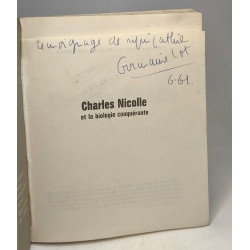 témoignage de sympathie
Germaine Lot
6.61.
Charles Nicolle
et la biologie conquérante